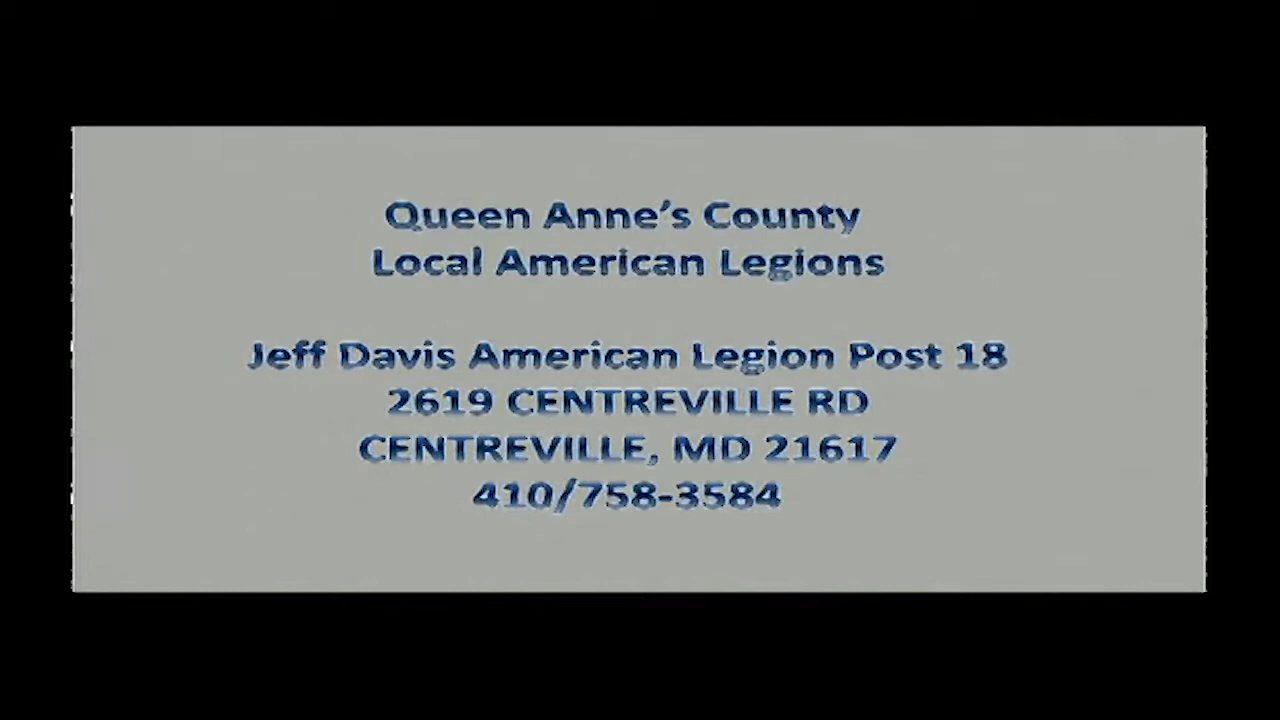 Queen Anne’s County
Local American Legions
Jeff Davis American Legion Post 18
2619 CENTREVILLE RD
CENTREVILLE, MD 21617
410/758-3584